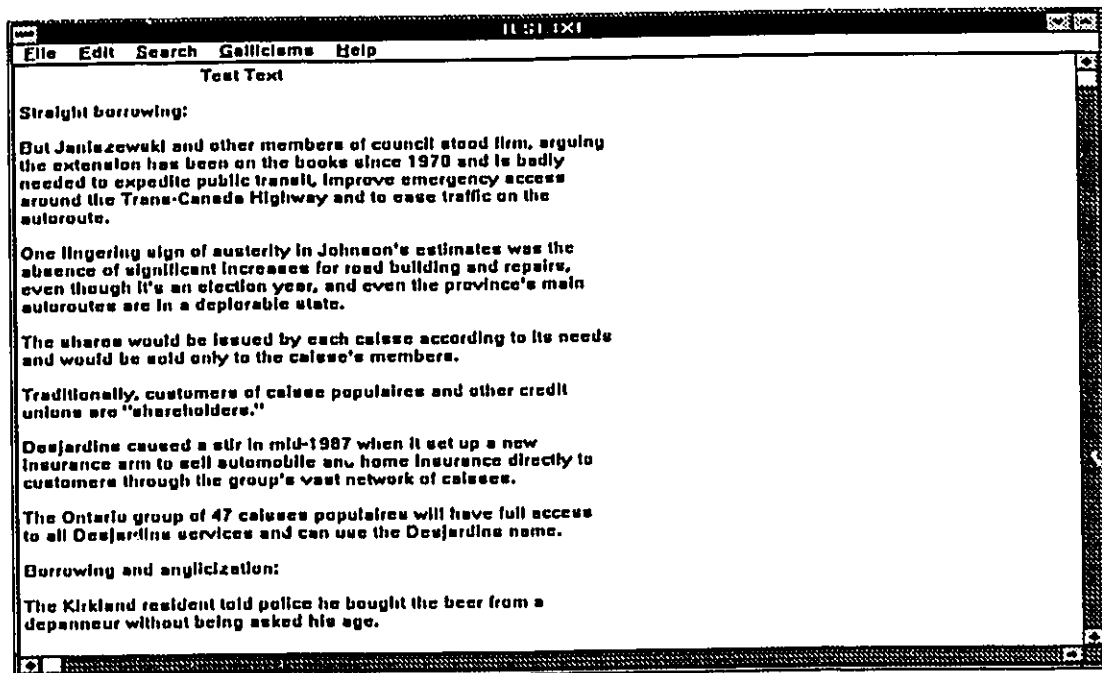 TEST.TXT
File Edit Search Gallicisms Help
Test Text
Straight borrowing:
But Janiszewski and other members of council stood firm, arguing
the extension has been on the books since 1970 and is badly
needed to expedite public transit, improve emergency access
around the Trans-Canada Highway and to ease traffic on the
autoroute.
One lingering sign of austerity in Johnson's estimates was the
absence of significant increases for road building and repairs,
even though it's an election year, and even the province's main
autoroutes are in a deplorable state.
The shares would be issued by each caisse according to its needs
and would be sold only to the caisse's members.
Traditionally, customers of caisse populaires and other credit
unions are "shareholders."
Desjardins caused a stir in mid-1987 when it set up a new
insurance arm to sell automobile and home insurance directly to
customers through the group's vast network of caisses.
The Ontario group of 47 caisses populaires will have full access
to all Desjardins services and can use the Desjardins name.
Borrowing and anglicization:
The Kirkland resident told police he bought the beer from a
depanneur without being asked his age.